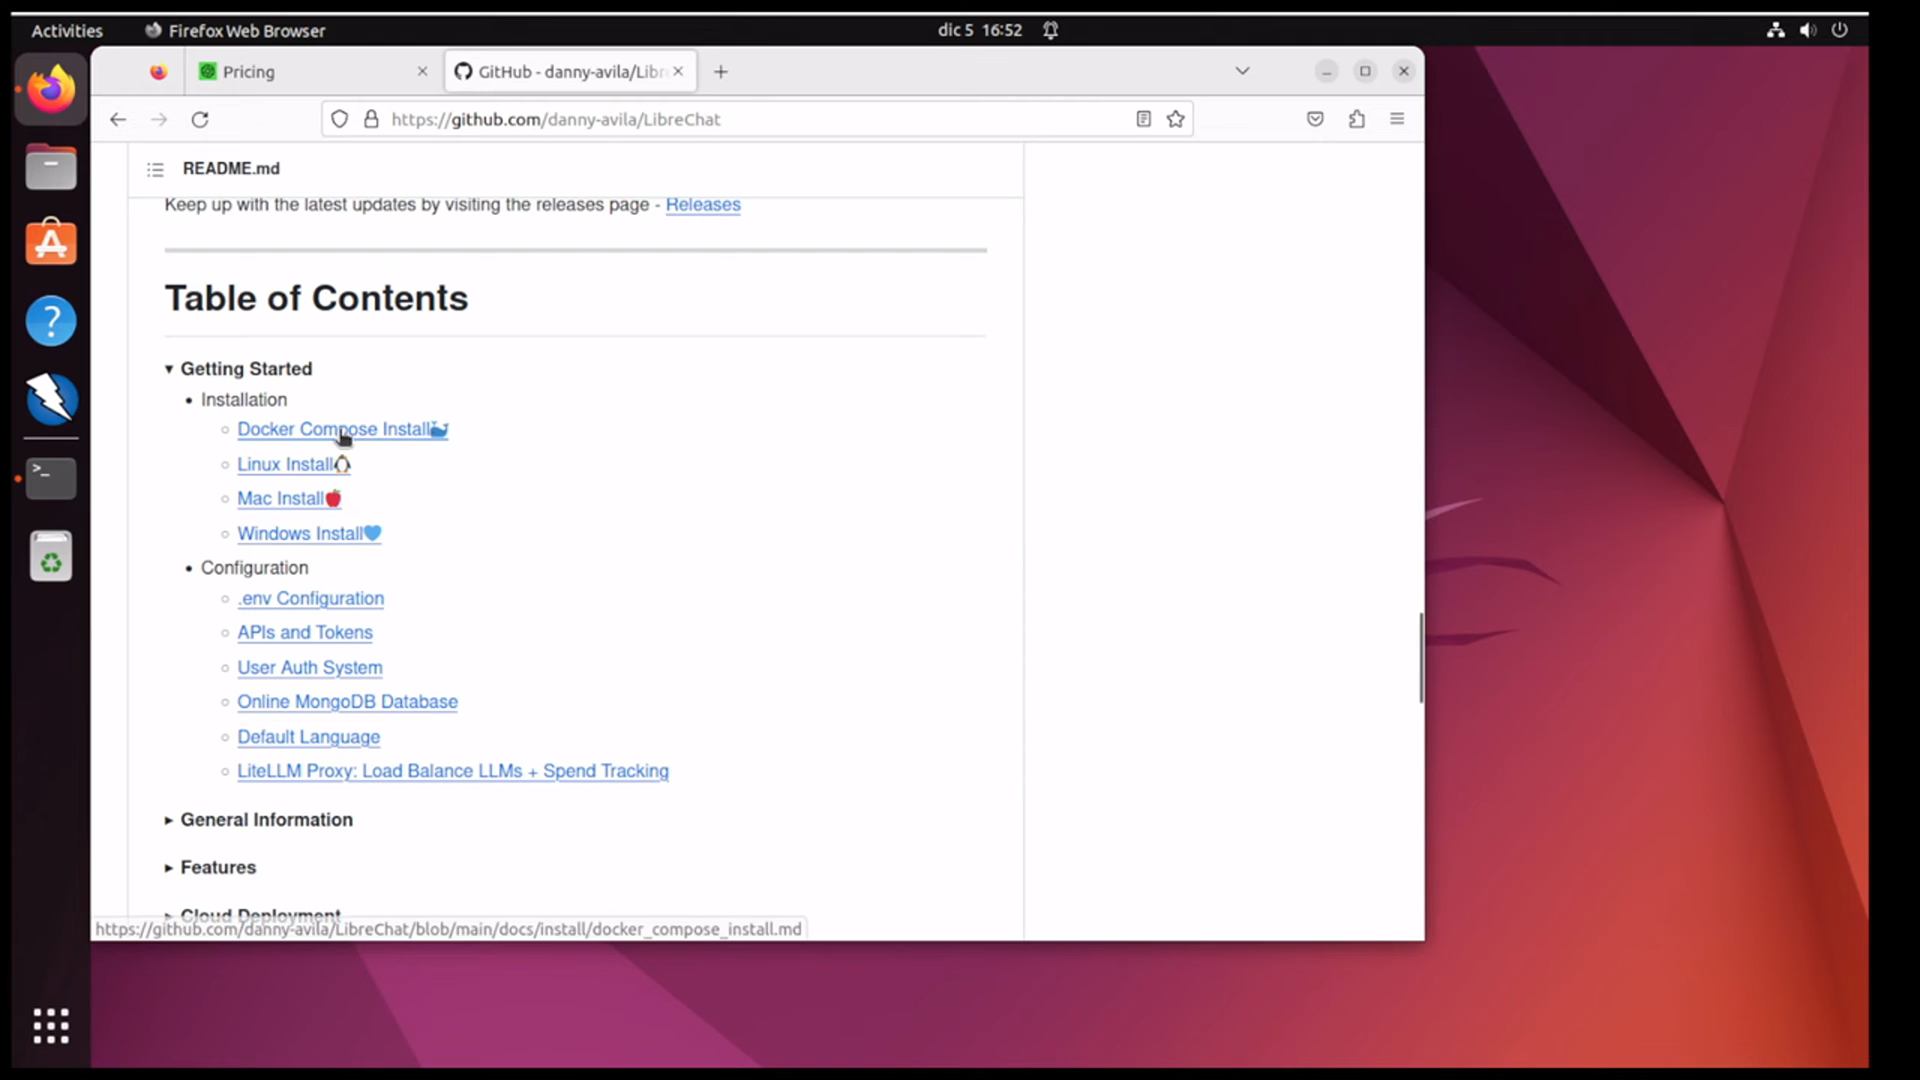 Activities
Firefox Web Browser
dic 5 16:52
Pricing
GitHub - danny-avila/Libr
https://github.com/danny-avila/LibreChat
README.md
Keep up with the latest updates by visiting the releases page - Releases
Table of Contents
Getting Started
Installation
Docker Compose Install
Linux Install
Mac Install
Windows Install
Configuration
.env Configuration
APIs and Tokens
User Auth System
Online MongoDB Database
Default Language
LiteLLM Proxy: Load Balance LLMs + Spend Tracking
General Information
Features
Cloud Deployment
https://github.com/danny-avila/LibreChat/blob/main/docs/install/docker_compose_install.md